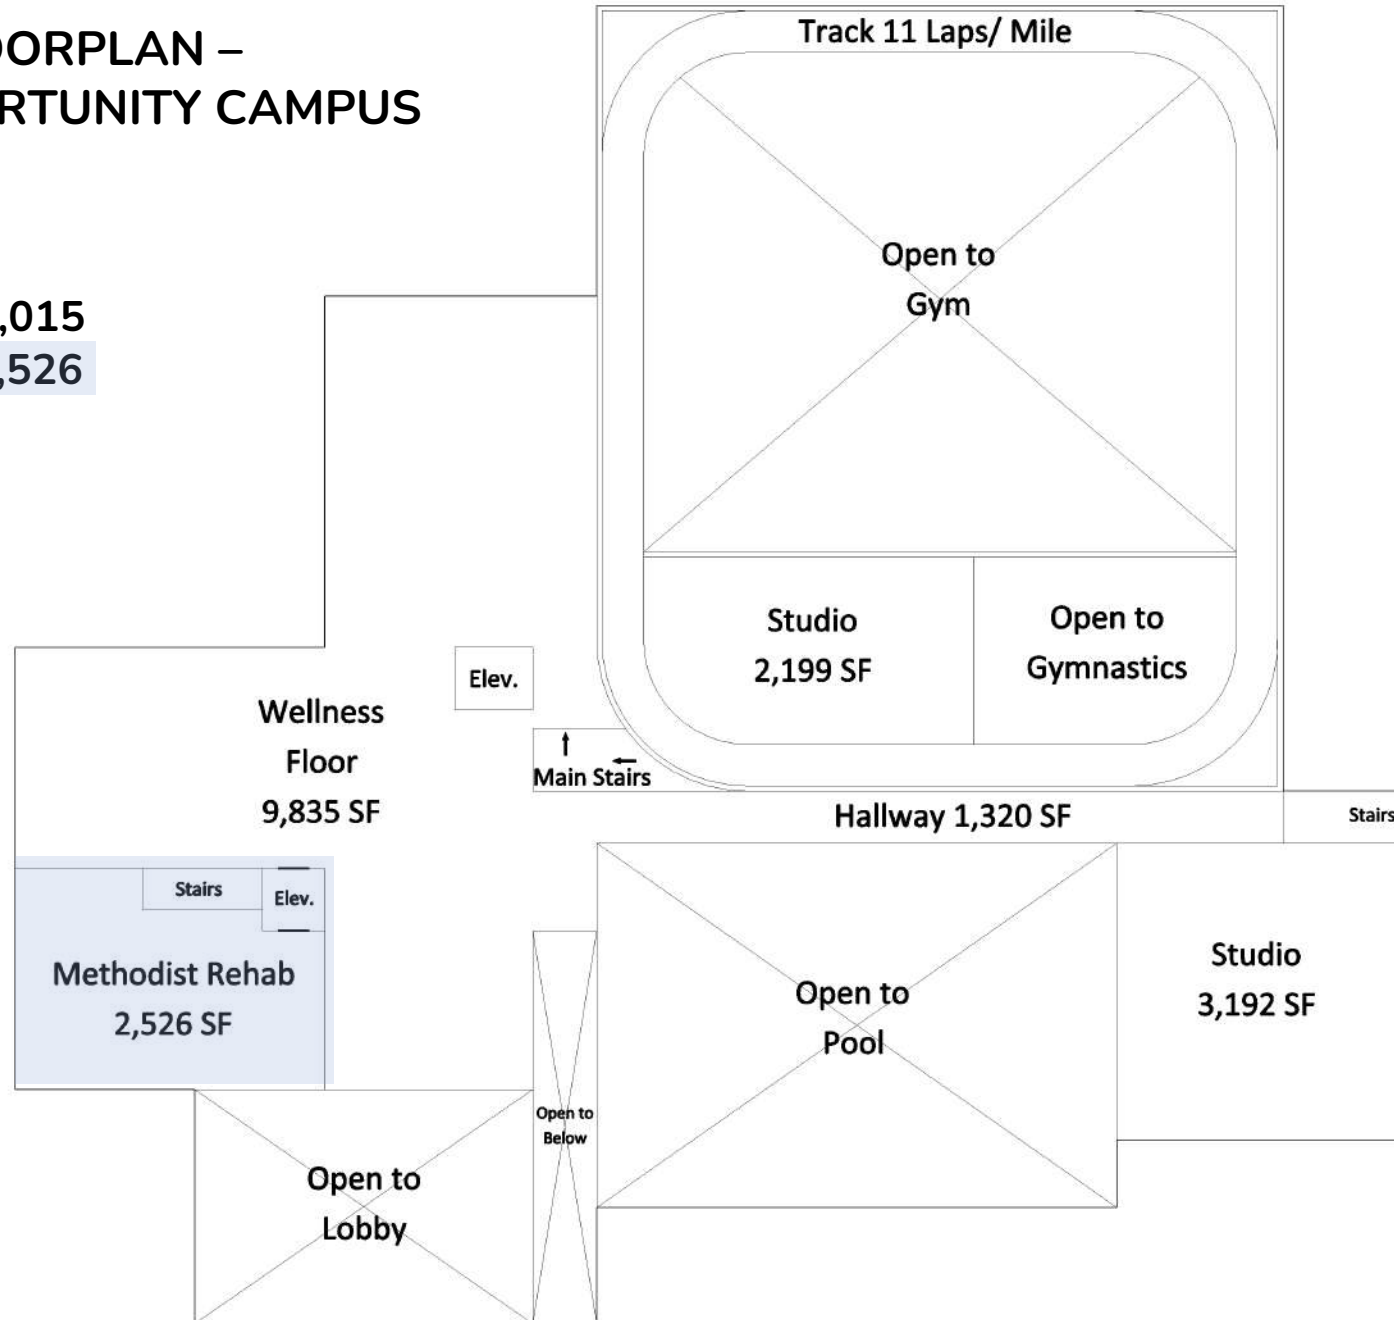 OORPLAN –
RTUNITY CAMPUS
,015
,526
Track 11 Laps/ Mile
Open to
Gym
Studio
2,199 SF
Open to
Gymnastics
Elev.
Wellness
Floor
9,835 SF
Main Stairs
Hallway 1,320 SF
Stairs
Stairs
Elev.
Methodist Rehab
2,526 SF
Open to
Pool
Studio
3,192 SF
Open to
Below
Open to
Lobby